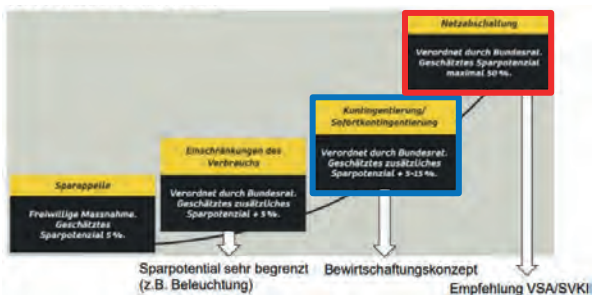 Netzabschaltung
Verordnet durch Bundesrat.
Geschätztes Sparpotenzial
maximal 50 %.
Kontingentierung/
Sofortkontingentierung
Verordnet durch Bundesrat.
Geschätztes zusätzliches
Sparpotenzial + 5-15 %.
Einschränkungen des
Verbrauchs
Verordnet durch Bundesrat.
Geschätztes zusätzliches
Sparpotenzial + 5 %.
Sparappelle
Freiwillige Massnahme.
Geschätztes
Sparpotenzial 5 %.
Sparpotential sehr begrenzt
(z.B. Beleuchtung)
Bewirtschaftungskonzept
Empfehlung VSA/SVKI